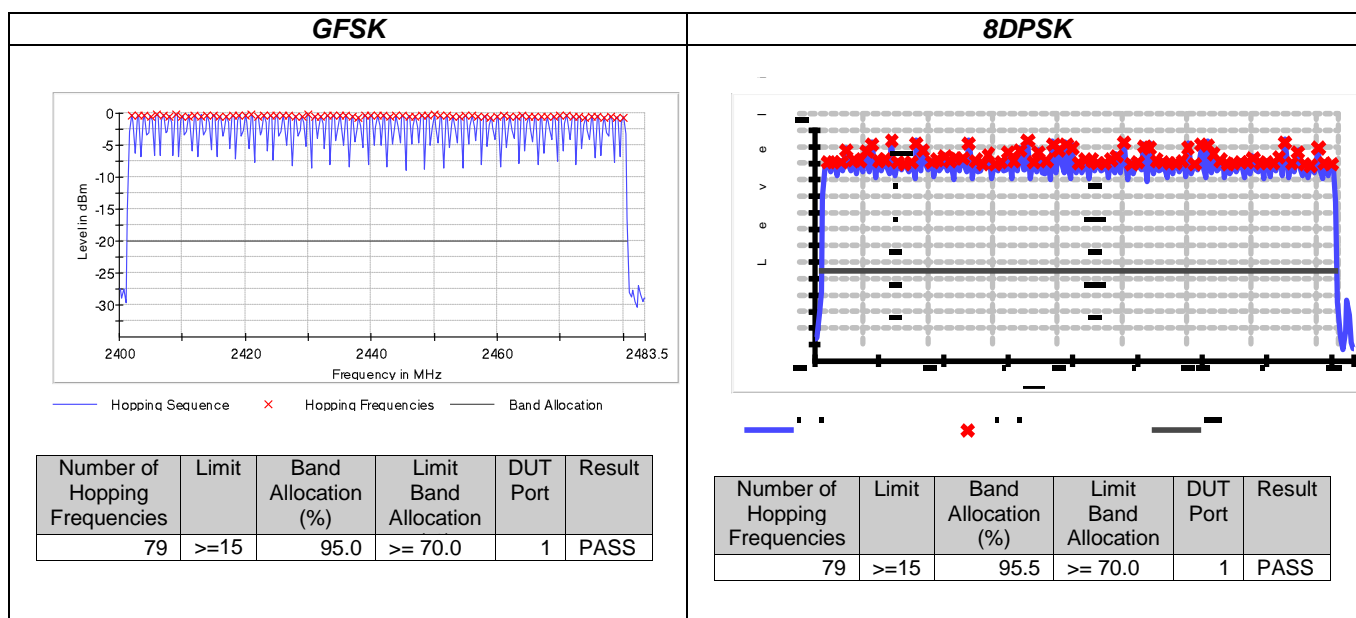 GFSK
8DPSK
0
-5
-10
-15
-20
-25
-30
Level in dBm
2400
2420
2440
2460
2483.5
Frequency in MHz
Hopping Sequence
Hopping Frequencies
Band Allocation
Level
Number of Hopping Frequencies Limit Band Allocation (%) Limit Band Allocation DUT Port Result
79 >=15 95.0 >= 70.0 1 PASS
Number of Hopping Frequencies Limit Band Allocation (%) Limit Band Allocation DUT Port Result
79 >=15 95.5 >= 70.0 1 PASS